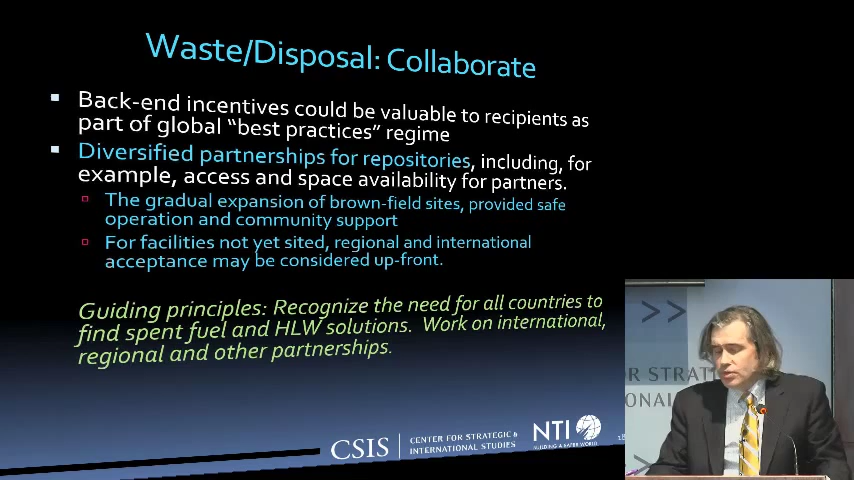 Waste/Disposal: Collaborate
Back-end incentives could be valuable to recipients as
part of global “best practices” regime
Diversified partnerships for repositories, including, for
example, access and space availability for partners.
The gradual expansion of brown-field sites, provided safe
operation and community support
For facilities not yet sited, regional and international
acceptance may be considered up-front.
Guiding principles: Recognize the need for all countries to
find spent fuel and HLW solutions. Work on international,
regional and other partnerships.
CSIS
CENTER FOR STRATEGIC &
INTERNATIONAL STUDIES
NTI
BUILDING A SAFER WORLD
>>
R STRAT
ONAL